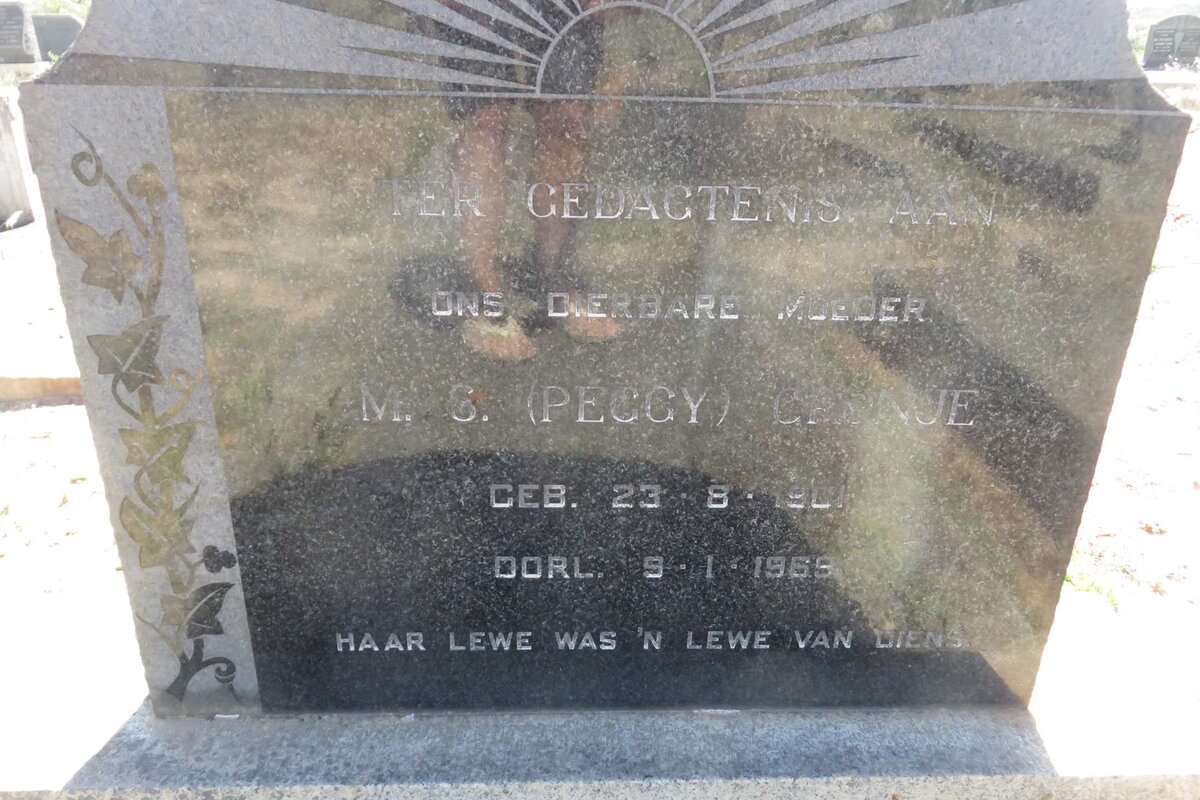 TER GEDAGTENIS AAN
ONS DIERBARE MOEDER
M. S. (PEGGY) CRONJE
GEB. 23·8·1901
OORL. 9·1·1969
HAAR LEWE WAS 'N LEWE VAN DIENS.